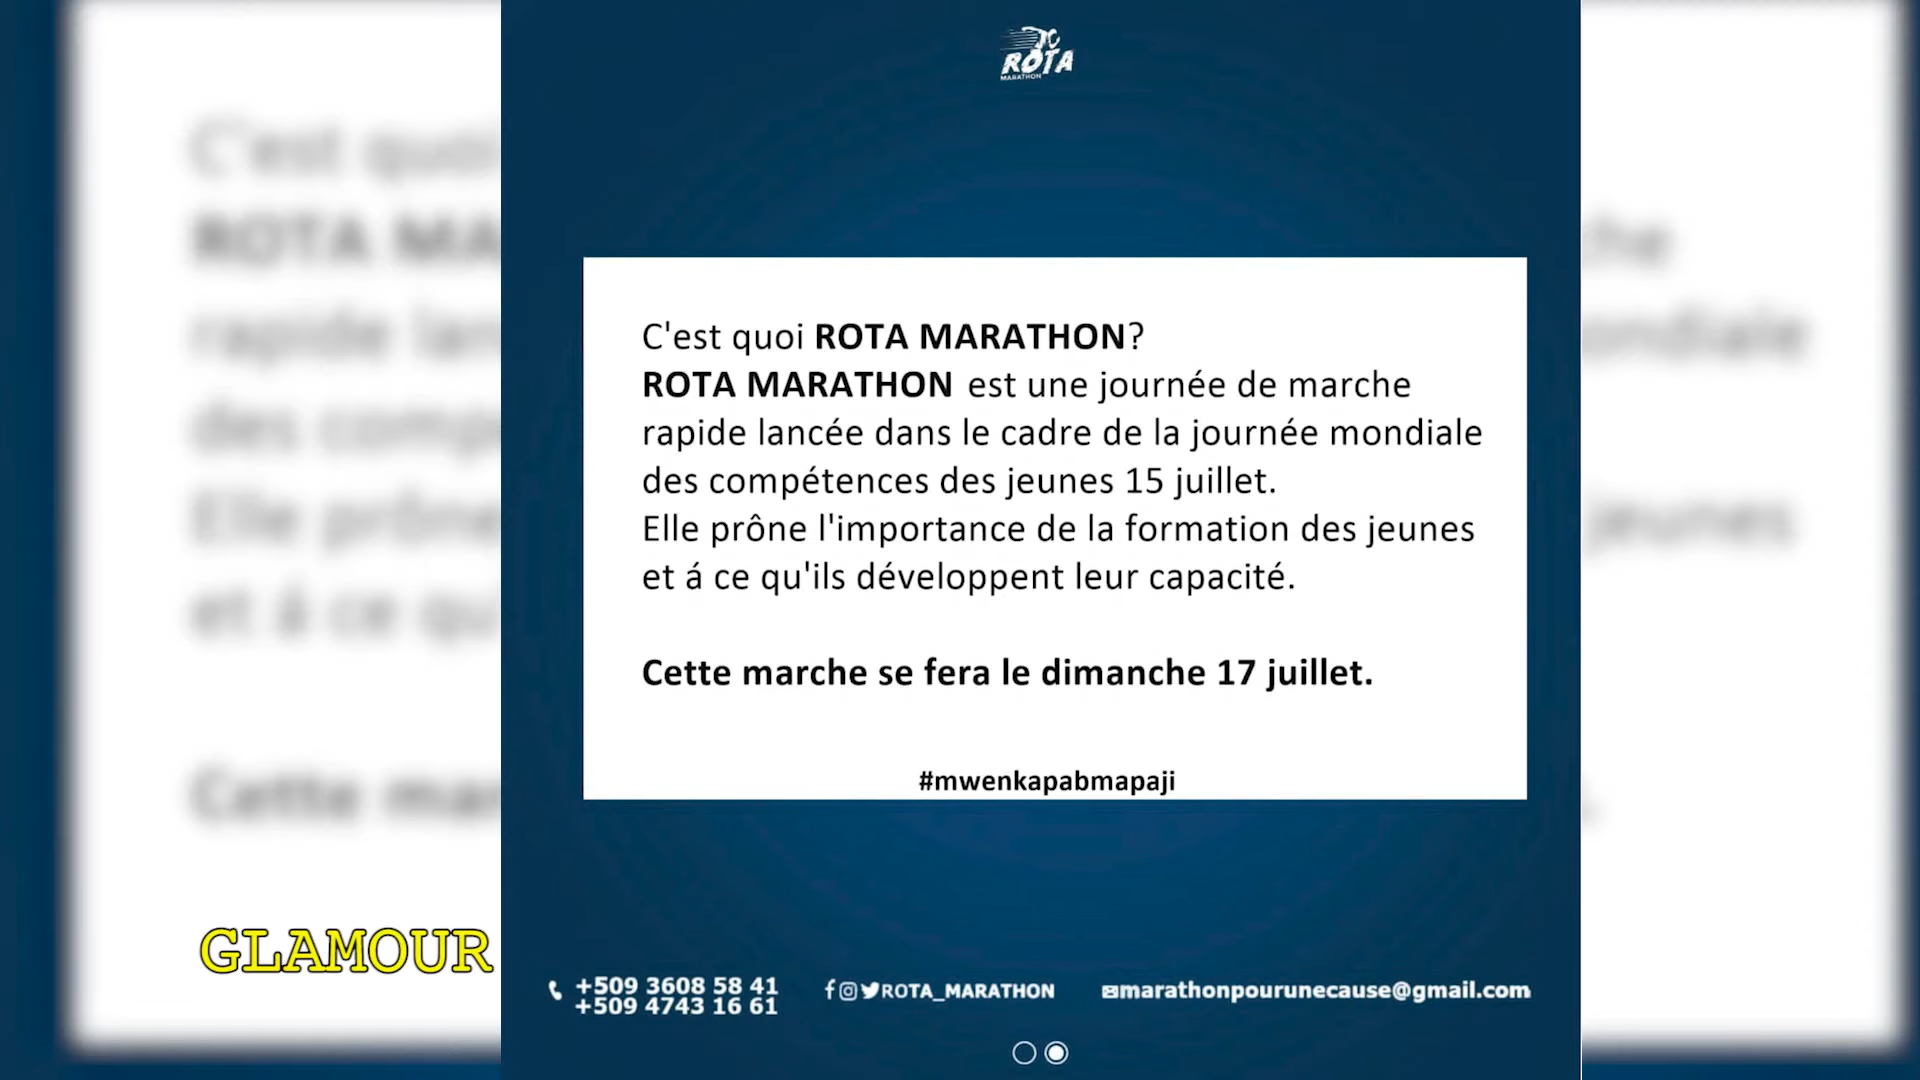 ROTA
MARATHON
C'est quoi ROTA MARATHON?
ROTA MARATHON est une journée de marche
rapide lancée dans le cadre de la journée mondiale
des compétences des jeunes 15 juillet.
Elle prône l'importance de la formation des jeunes
et á ce qu'ils développent leur capacité.
Cette marche se fera le dimanche 17 juillet.
#mwenkapabmapaji
GLAMOUR
+509 3608 58 41
+509 4743 16 61
ROTA_MARATHON
marathonpourunecause@gmail.com